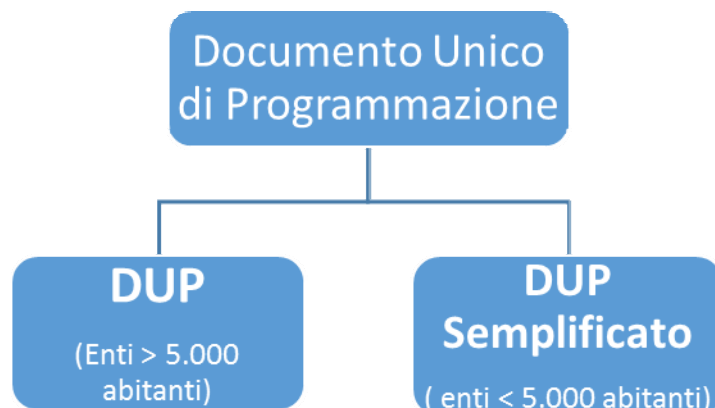 Documento Unico
di Programmazione
DUP
(Enti > 5.000
abitanti)
DUP
Semplificato
( enti < 5.000 abitanti)